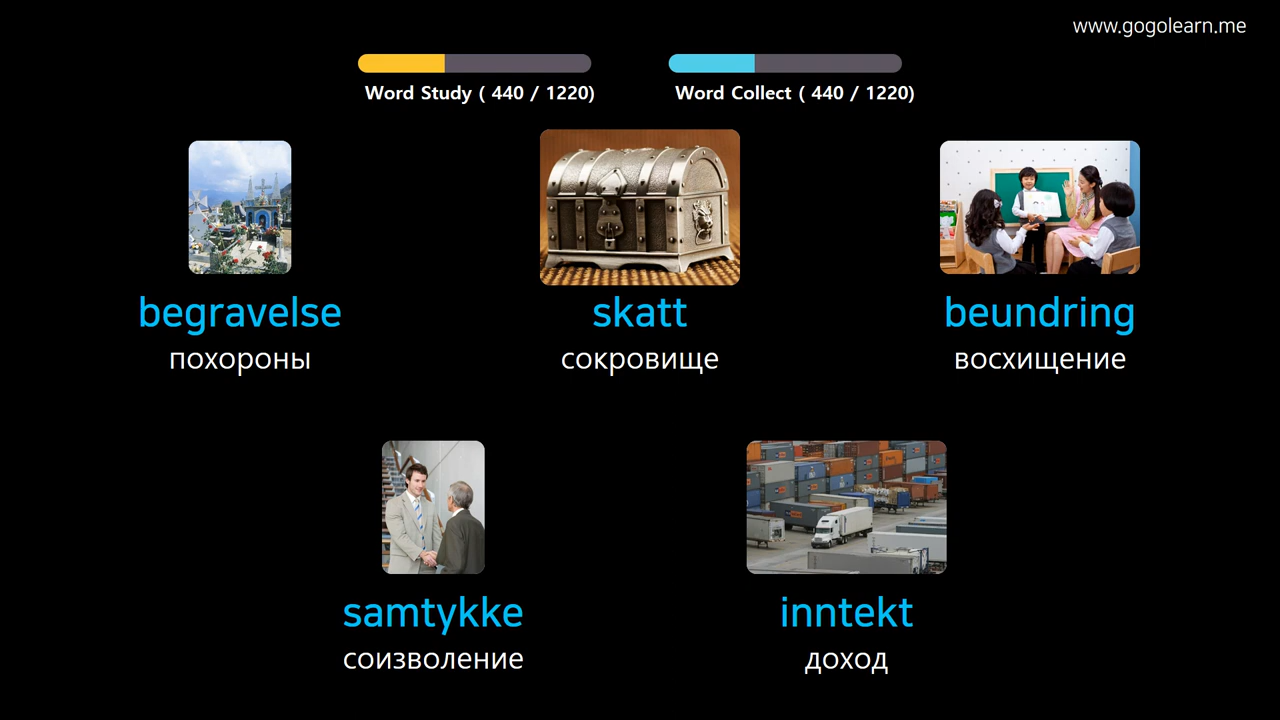 www.gogolearn.me
Word Study ( 440 / 1220)
Word Collect ( 440 / 1220)
begravelse
похороны
skatt
сокровище
beundring
восхищение
samtykke
соизволение
inntekt
доход